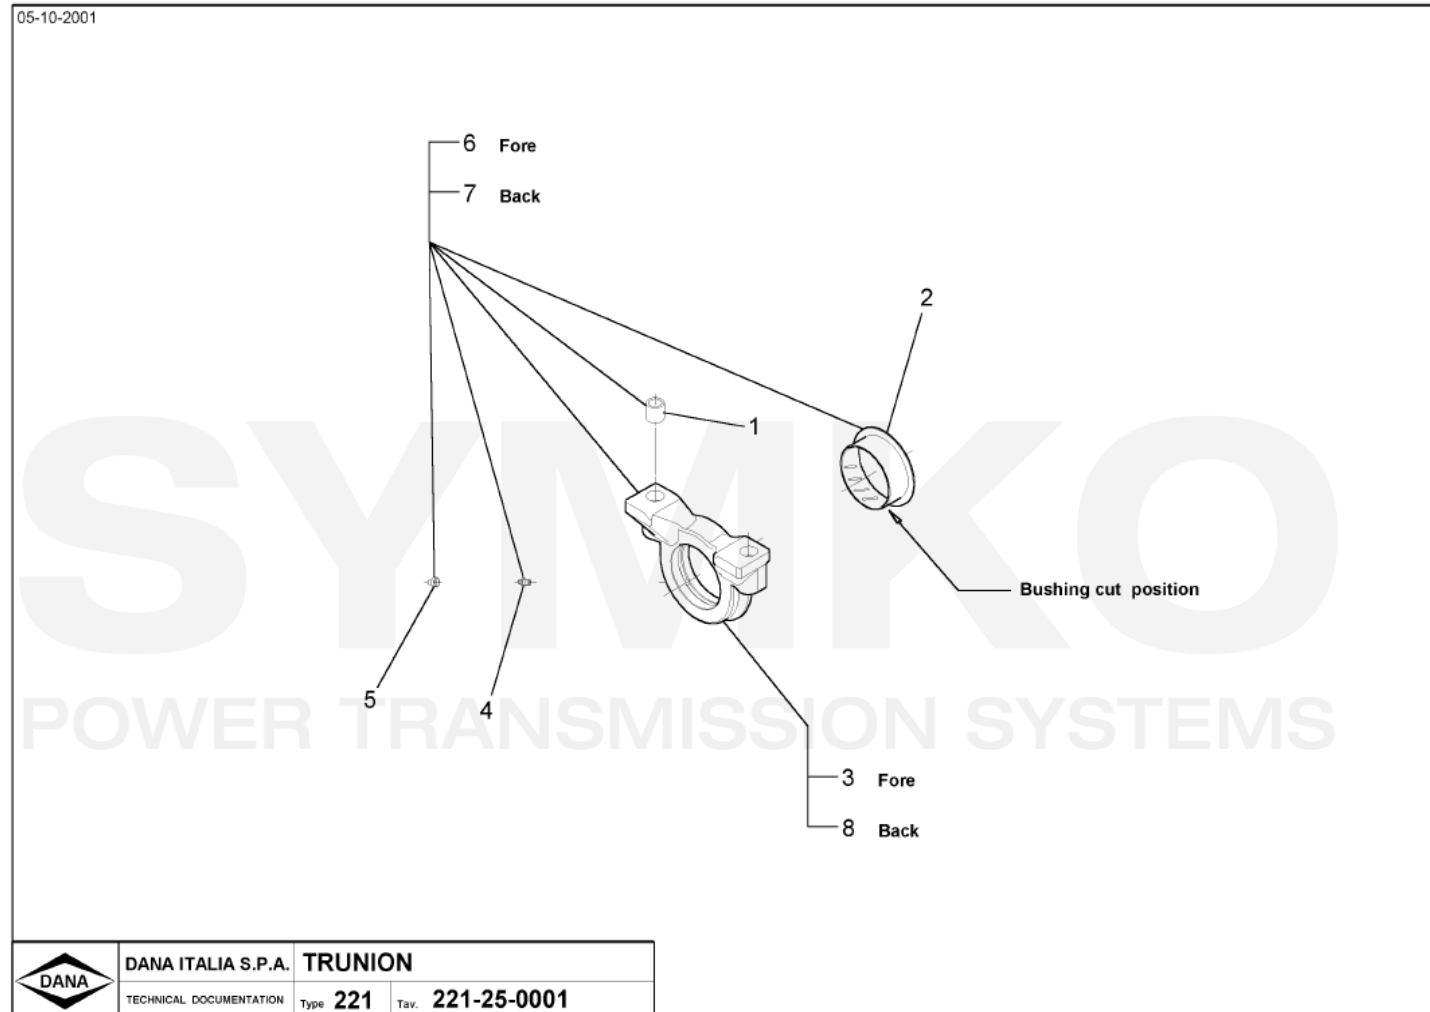 05-10-2001
6 Fore
7 Back
2
1
Bushing cut position
5
4
3 Fore
8 Back
SYMKO
POWER TRANSMISSION SYSTEMS
DANA
DANA ITALIA S.P.A.
TRUNION
TECHNICAL DOCUMENTATION
Type 221
Tav. 221-25-0001